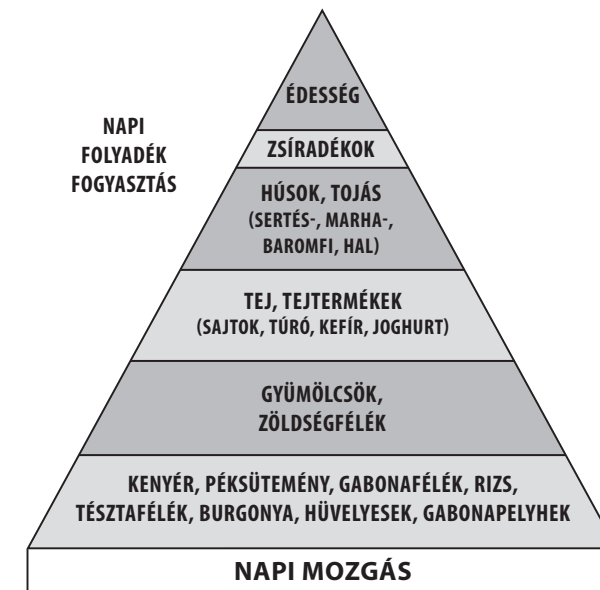 NAPI
FOLYADÉK
FOGYASZTÁS
ÉDESSÉG
ZSÍRADÉKOK
HÚSOK, TOJÁS
(SERTÉS-, MARHA-,
BAROMFI, HAL)
TEJ, TEJTERMÉKEK
(SAJTOK, TÚRÓ, KEFÍR, JOGHURT)
GYÜMÖLCSÖK,
ZÖLDSÉGFÉLÉK
KENYÉR, PÉKSÜTEMÉNY, GABONAFÉLÉK, RIZS,
TÉSZTAFÉLÉK, BURGONYA, HÜVELYESEK, GABONAPELYHEK
NAPI MOZGÁS